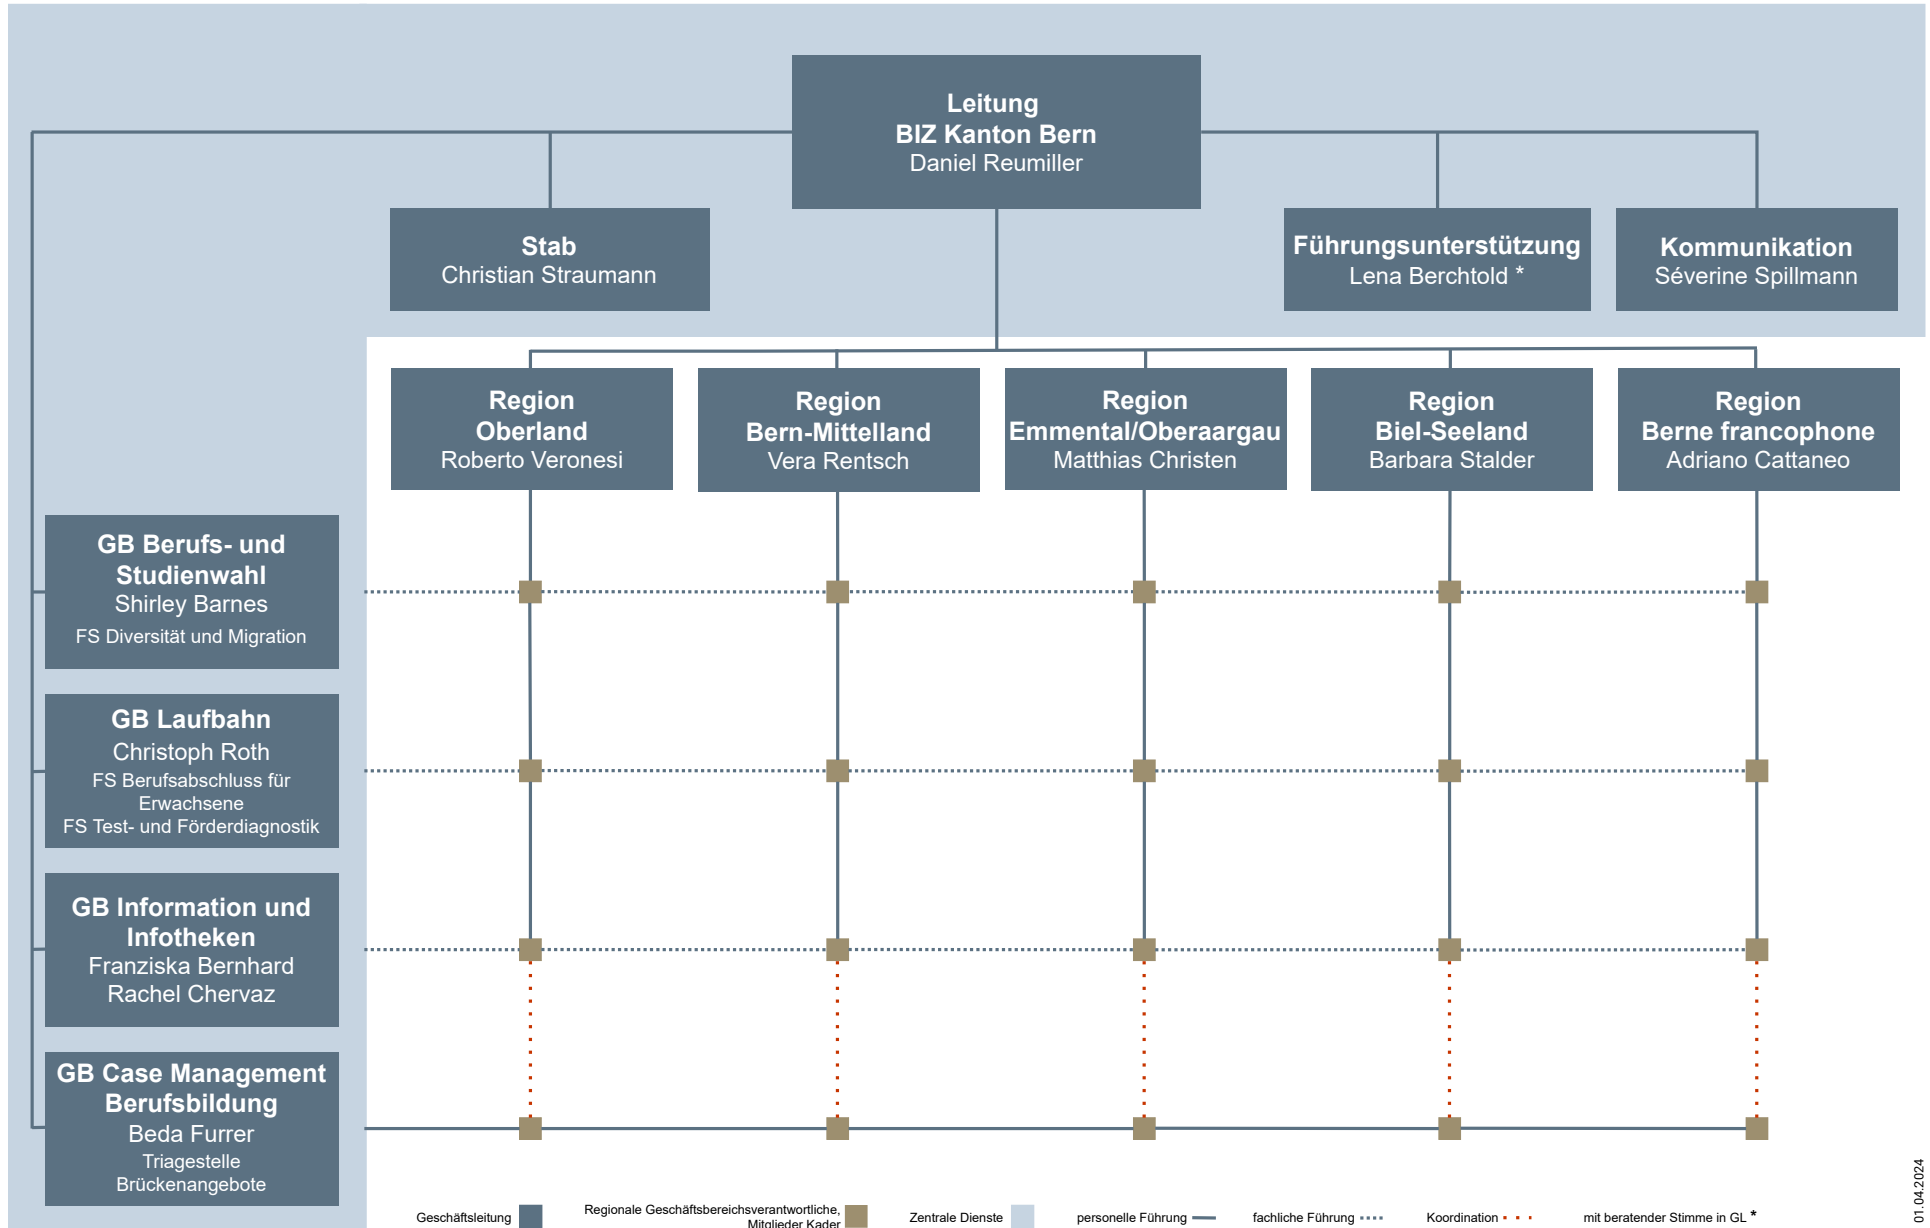 Leitung
BIZ Kanton Bern
Daniel Reumiller
Stab
Christian Straumann
Führungsunterstützung
Lena Berchtold *
Kommunikation
Séverine Spillmann
Region
Oberland
Roberto Veronesi
Region
Bern-Mittelland
Vera Rentsch
Region
Emmental/Oberaargau
Matthias Christen
Region
Biel-Seeland
Barbara Stalder
Region
Berne francophone
Adriano Cattaneo
GB Berufs- und
Studienwahl
Shirley Barnes
FS Diversität und Migration
GB Laufbahn
Christoph Roth
FS Berufsabschluss für
Erwachsene
FS Test- und Förderdiagnostik
GB Information und
Infotheken
Franziska Bernhard
Rachel Chervaz
GB Case Management
Berufsbildung
Beda Furrer
Triagestelle
Brückenangebote
Geschäftsleitung
Regionale Geschäftsbereichsverantwortliche,
Mitglieder Kader
Zentrale Dienste
personelle Führung
fachliche Führung
Koordination
mit beratender Stimme in GL *
01.04.2024